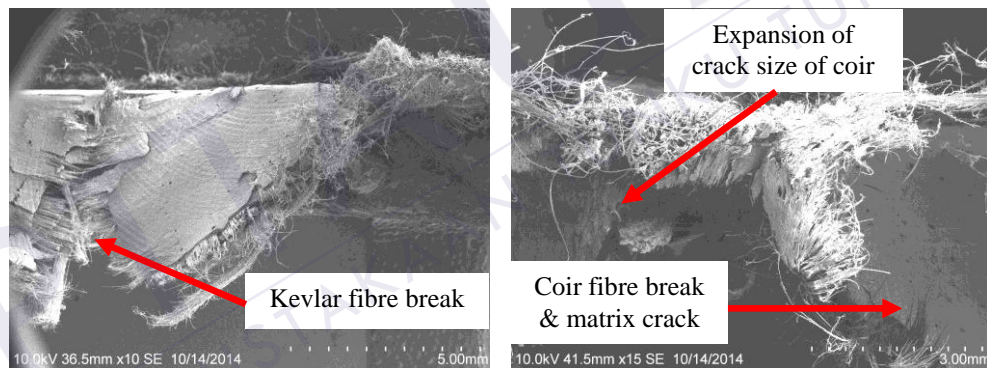 Expansion of
crack size of coir
Kevlar fibre break
Coir fibre break
& matrix crack
10.0kV 36.5mm x10 SE 10/14/2014
5.00mm
10.0kV 41.5mm x15 SE 10/14/2014
3.00mm